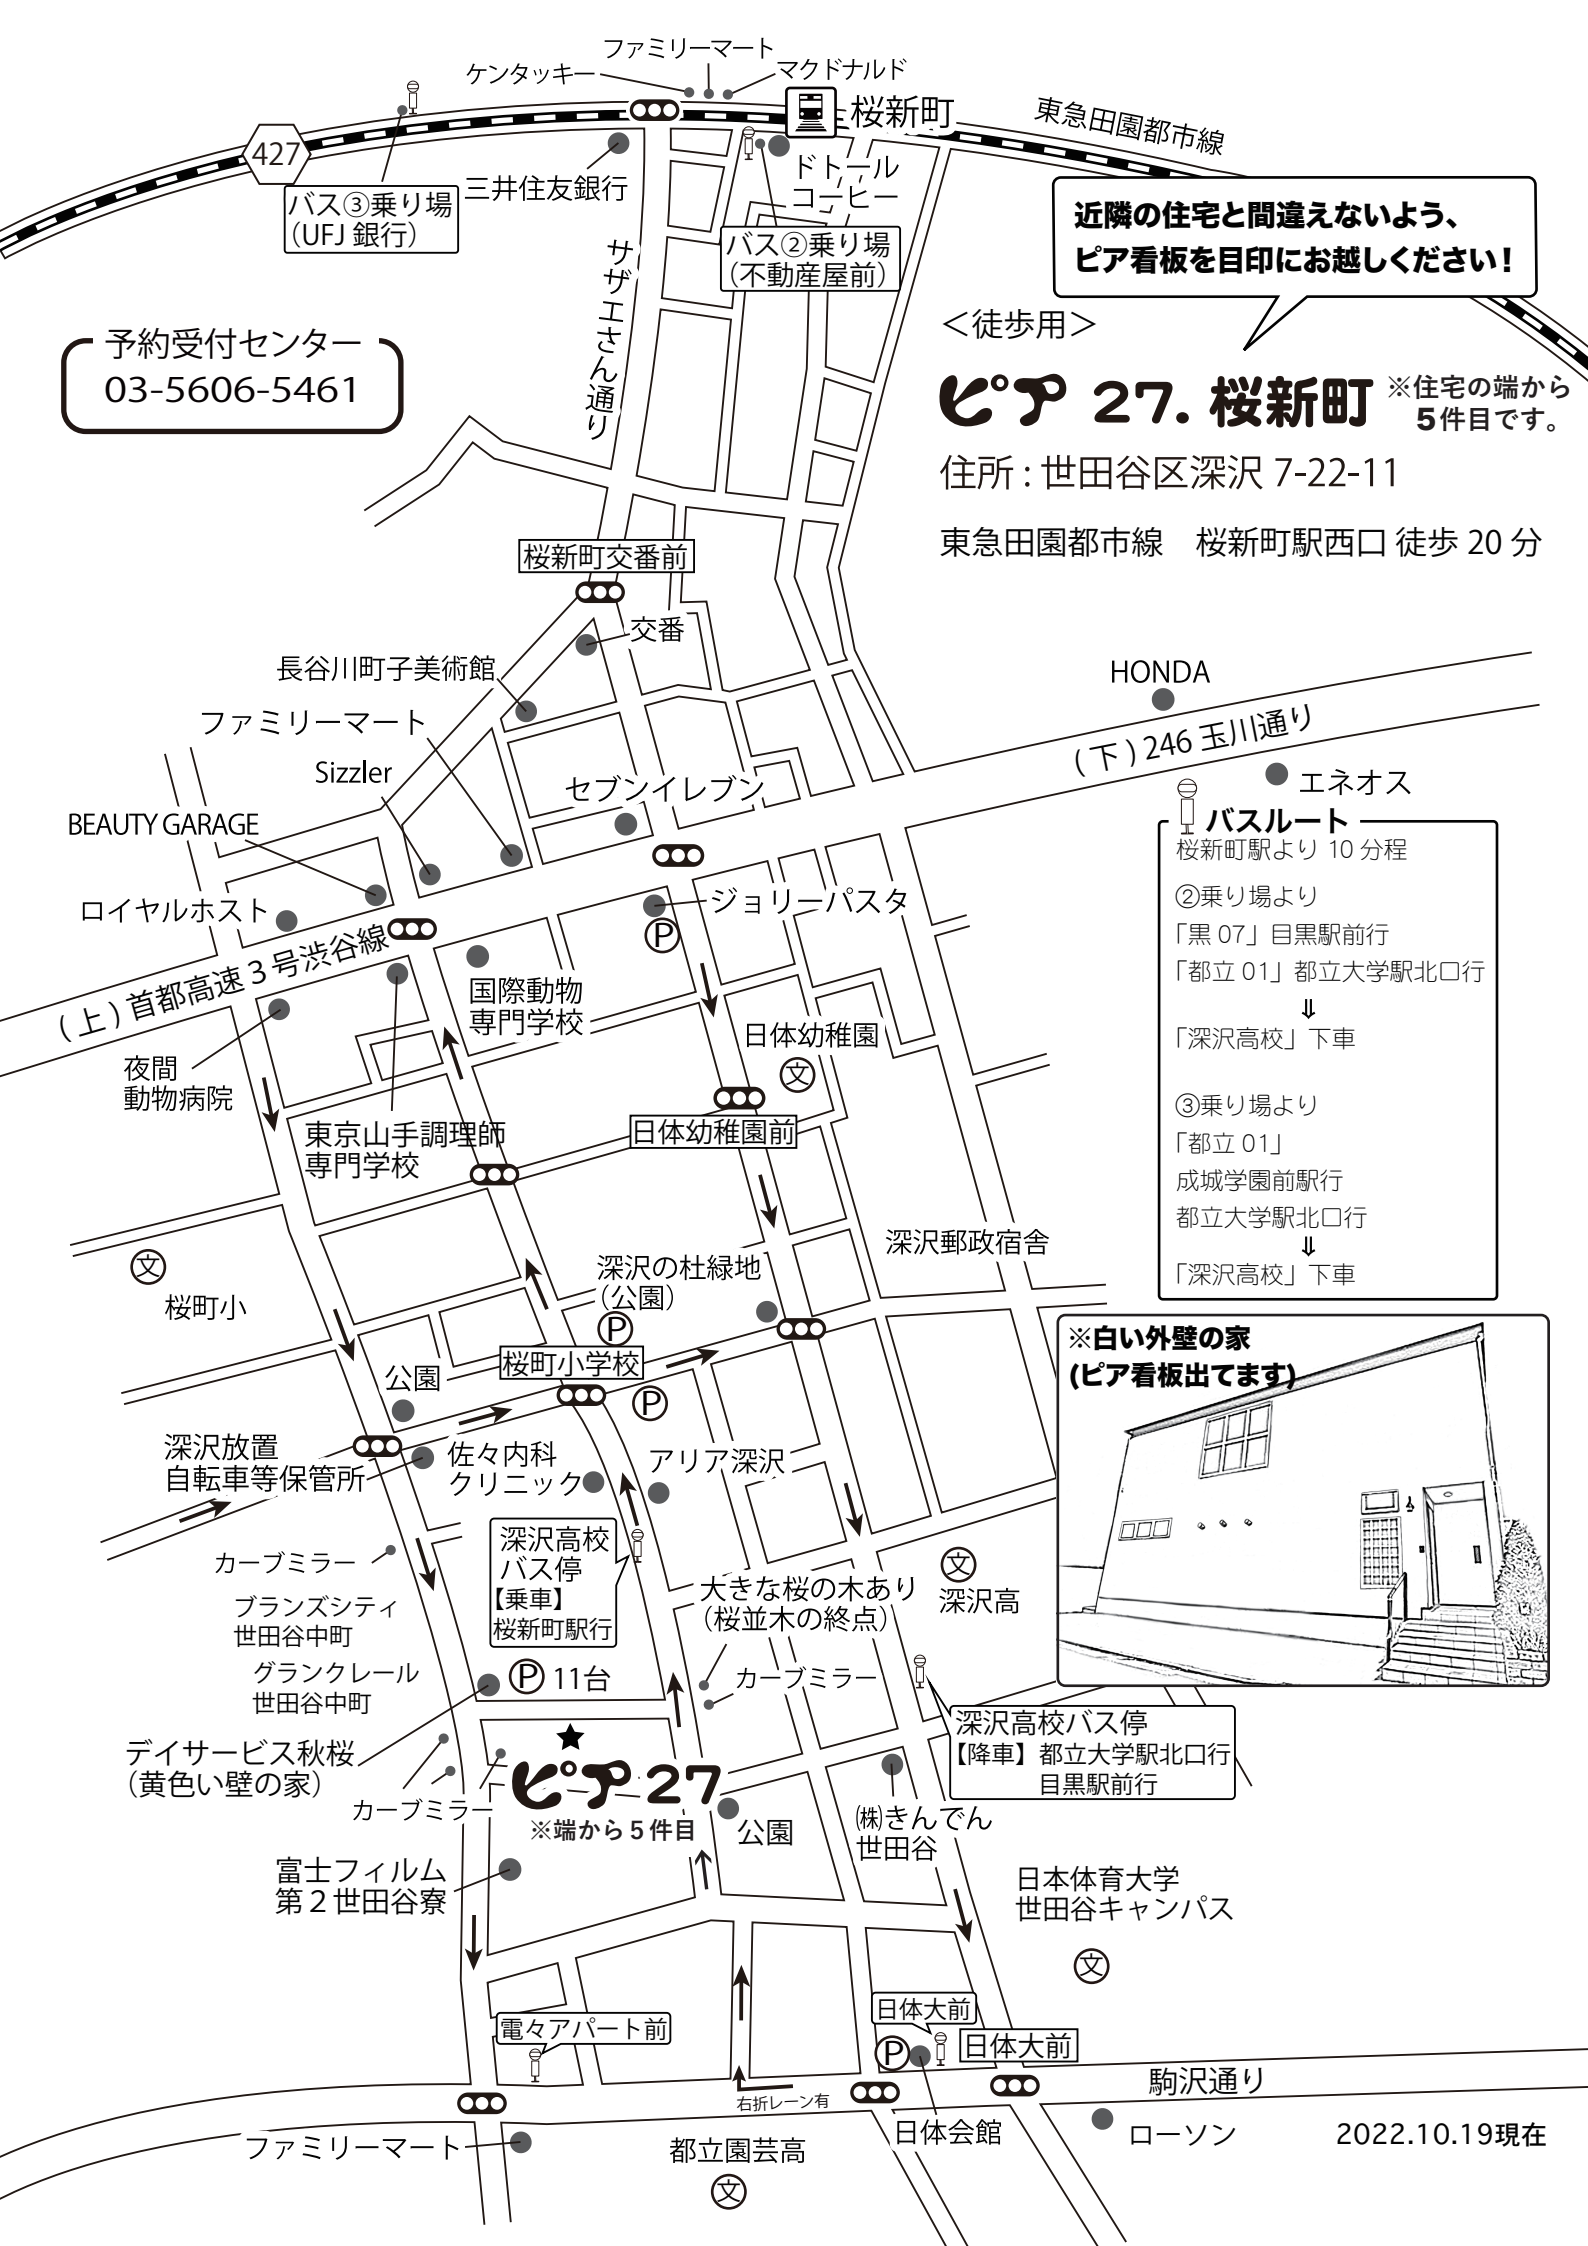 ファミリーマート
ケンタッキー
マクドナルド
桜新町
東急田園都市線
427
三井住友銀行
ドトール
コーヒー
バス③乗り場
(UFJ 銀行)
バス②乗り場
(不動産屋前)
サザエさん通り
近隣の住宅と間違えないよう、
ピア看板を目印にお越しください!
予約受付センター
03-5606-5461
<徒歩用>
ピア 27. 桜新町
※住宅の端から
5件目です。
住所 : 世田谷区深沢 7-22-11
東急田園都市線 桜新町駅西口 徒歩 20 分
桜新町交番前
交番
長谷川町子美術館
ファミリーマート
Sizzler
BEAUTY GARAGE
ロイヤルホスト
セブンイレブン
HONDA
(下) 246 玉川通り
エネオス
(上) 首都高速 3 号渋谷線
ジョリーパスタ
P
国際動物
専門学校
夜間
動物病院
東京山手調理師
専門学校
日体幼稚園
文
日体幼稚園前
バスルート
桜新町駅より 10 分程
②乗り場より
「黒 07」目黒駅前行
「都立 01」都立大学駅北口行
⇓
「深沢高校」下車
③乗り場より
「都立 01」
成城学園前駅行
都立大学駅北口行
⇓
「深沢高校」下車
文
桜町小
深沢の杜緑地
(公園)
P
深沢郵政宿舎
桜町小学校
P
公園
深沢放置
自転車等保管所
佐々内科
クリニック
アリア深沢
※白い外壁の家
(ピア看板出てます)
カーブミラー
ブランズシティ
世田谷中町
グランクレール
世田谷中町
深沢高校
バス停
【乗車】
桜新町駅行
大きな桜の木あり
(桜並木の終点)
カーブミラー
文
深沢高
P 11台
デイサービス秋桜
(黄色い壁の家)
カーブミラー
★
ピア 27
※端から5件目
公園
深沢高校バス停
【降車】都立大学駅北口行
目黒駅前行
㈱きんでん
世田谷
富士フィルム
第2世田谷寮
日本体育大学
世田谷キャンパス
文
電々アパート前
日体大前
P
日体大前
駒沢通り
右折レーン有
ファミリーマート
都立園芸高
文
日体会館
ローソン
2022.10.19現在